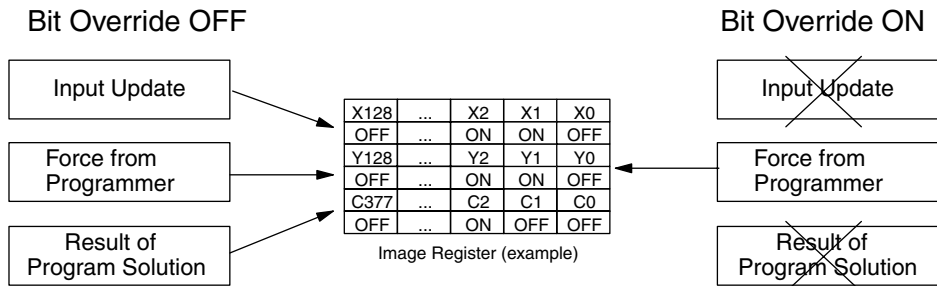 Bit Override OFF
Bit Override ON
Input Update
Force from
Programmer
Result of
Program Solution
X128 ... X2 X1 X0
OFF ... ON ON OFF
Y128 ... Y2 Y1 Y0
OFF ... ON ON OFF
C377 ... C2 C1 C0
OFF ... ON OFF OFF
Image Register (example)
Input Update
Force from
Programmer
Result of
Program Solution